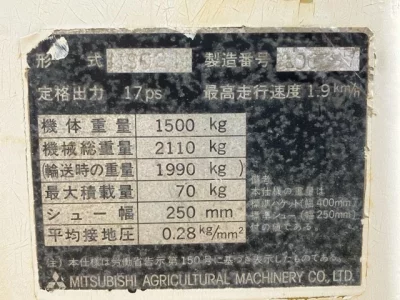 形 式 製造番号
定格出力 17ps 最高走行速度 1.9km/h
機体重量 1500 kg
機械総重量 2110 kg
(輸送時の重量) 1990 kg
最大積載量 70 kg
シュー幅 250 mm
平均接地圧 0.28 kg/mm²
備考
本仕様の重量は
標準バケット(幅400mm)
標準シュー(幅250mm)
时の値である。
注) 本仕様は労働省告示第150号に基づき表示したものである。
MITSUBISHI AGRICULTURAL MACHINERY CO., LTD.